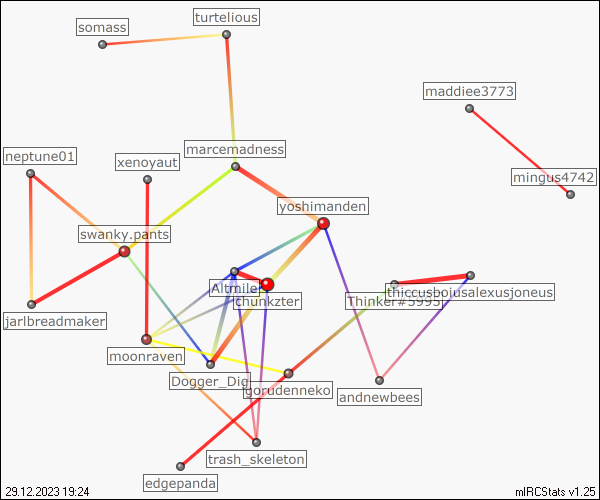 turtelious
somass
maddiee3773
marcemadness
neptune01
xenoyaut
mingus4742
yoshimanden
swanky.pants
Altmile
thiccusboiusalexusjoneus
chunkzter
Thinker#5995
jarlbreadmaker
moonraven
Dogger_Dig
gorudenneko
andnewbees
trash_skeleton
edgepanda
29.12.2023 19:24
mIRCStats v1.25